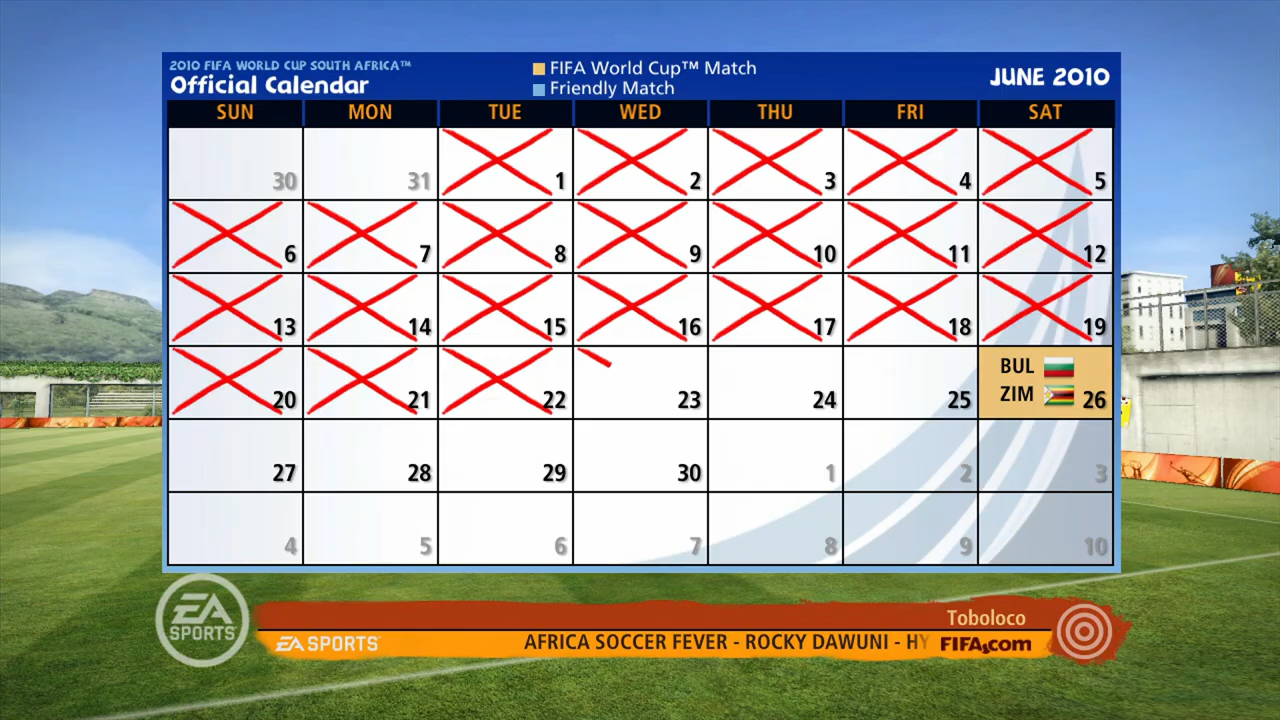 2010 FIFA WORLD CUP SOUTH AFRICA™
Official Calendar
FIFA World Cup™ Match
Friendly Match
JUNE 2010
SUN MON TUE WED THU FRI SAT
30 31 1 2 3 4 5
6 7 8 9 10 11 12
13 14 15 16 17 18 19
20 21 22 23 24 25 BUL ZIM 26
27 28 29 30 1 2 3
4 5 6 7 8 9 10
EA SPORTS™
Toboloco
EA SPORTS™ AFRICA SOCCER FEVER - ROCKY DAWUNI - HY FIFA.com